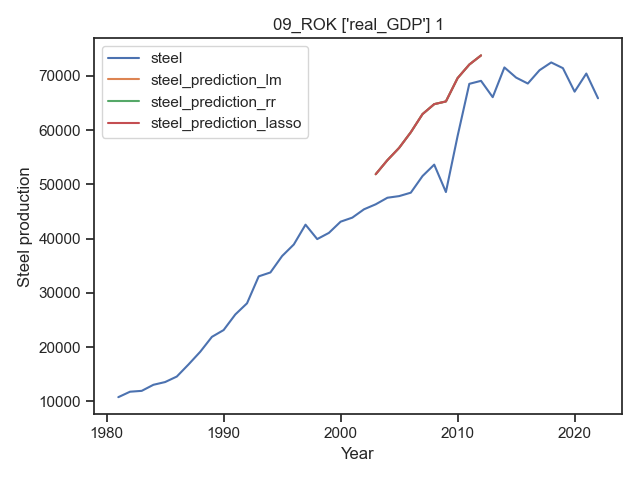 09_ROK ['real_GDP'] 1
steel
steel_prediction_lm
steel_prediction_rr
steel_prediction_lasso
Steel production
70000
60000
50000
40000
30000
20000
10000
1980 1990 2000 2010 2020
Year